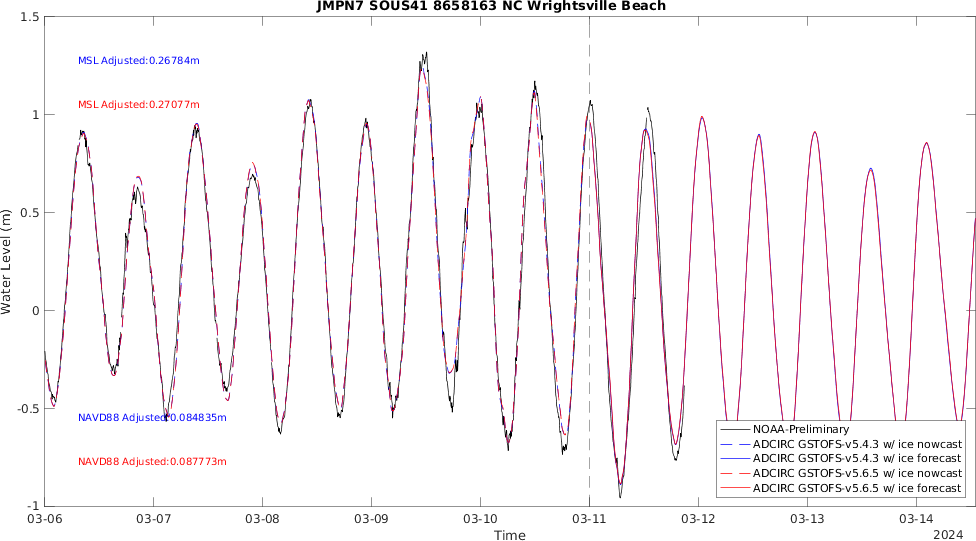 JMPN7 SOUS41 8658163 NC Wrightsville Beach
1.5
MSL Adjusted:0.26784m
MSL Adjusted:0.27077m
1
0.5
Water Level (m)
0
-0.5
NAVD88 Adjusted:0.084835m
NAVD88 Adjusted:0.087773m
-1
NOAA-Preliminary
ADCIRC GSTOFS-v5.4.3 w/ ice nowcast
ADCIRC GSTOFS-v5.4.3 w/ ice forecast
ADCIRC GSTOFS-v5.6.5 w/ ice nowcast
ADCIRC GSTOFS-v5.6.5 w/ ice forecast
03-06 03-07 03-08 03-09 03-10 03-11 03-12 03-13 03-14
Time
2024